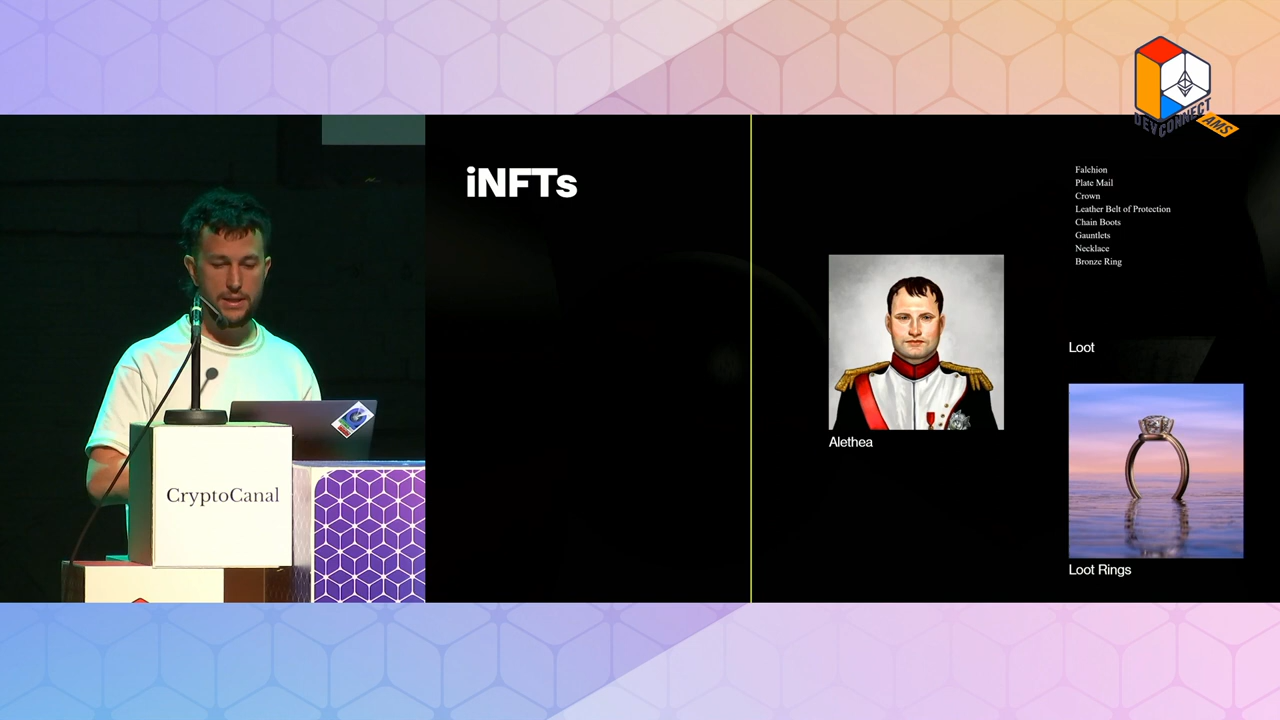 DEVCONNECT
AMS
iNFTs
Falchion
Plate Mail
Crown
Leather Belt of Protection
Chain Boots
Gauntlets
Necklace
Bronze Ring
Loot
Alethea
Loot Rings
CryptoCanal